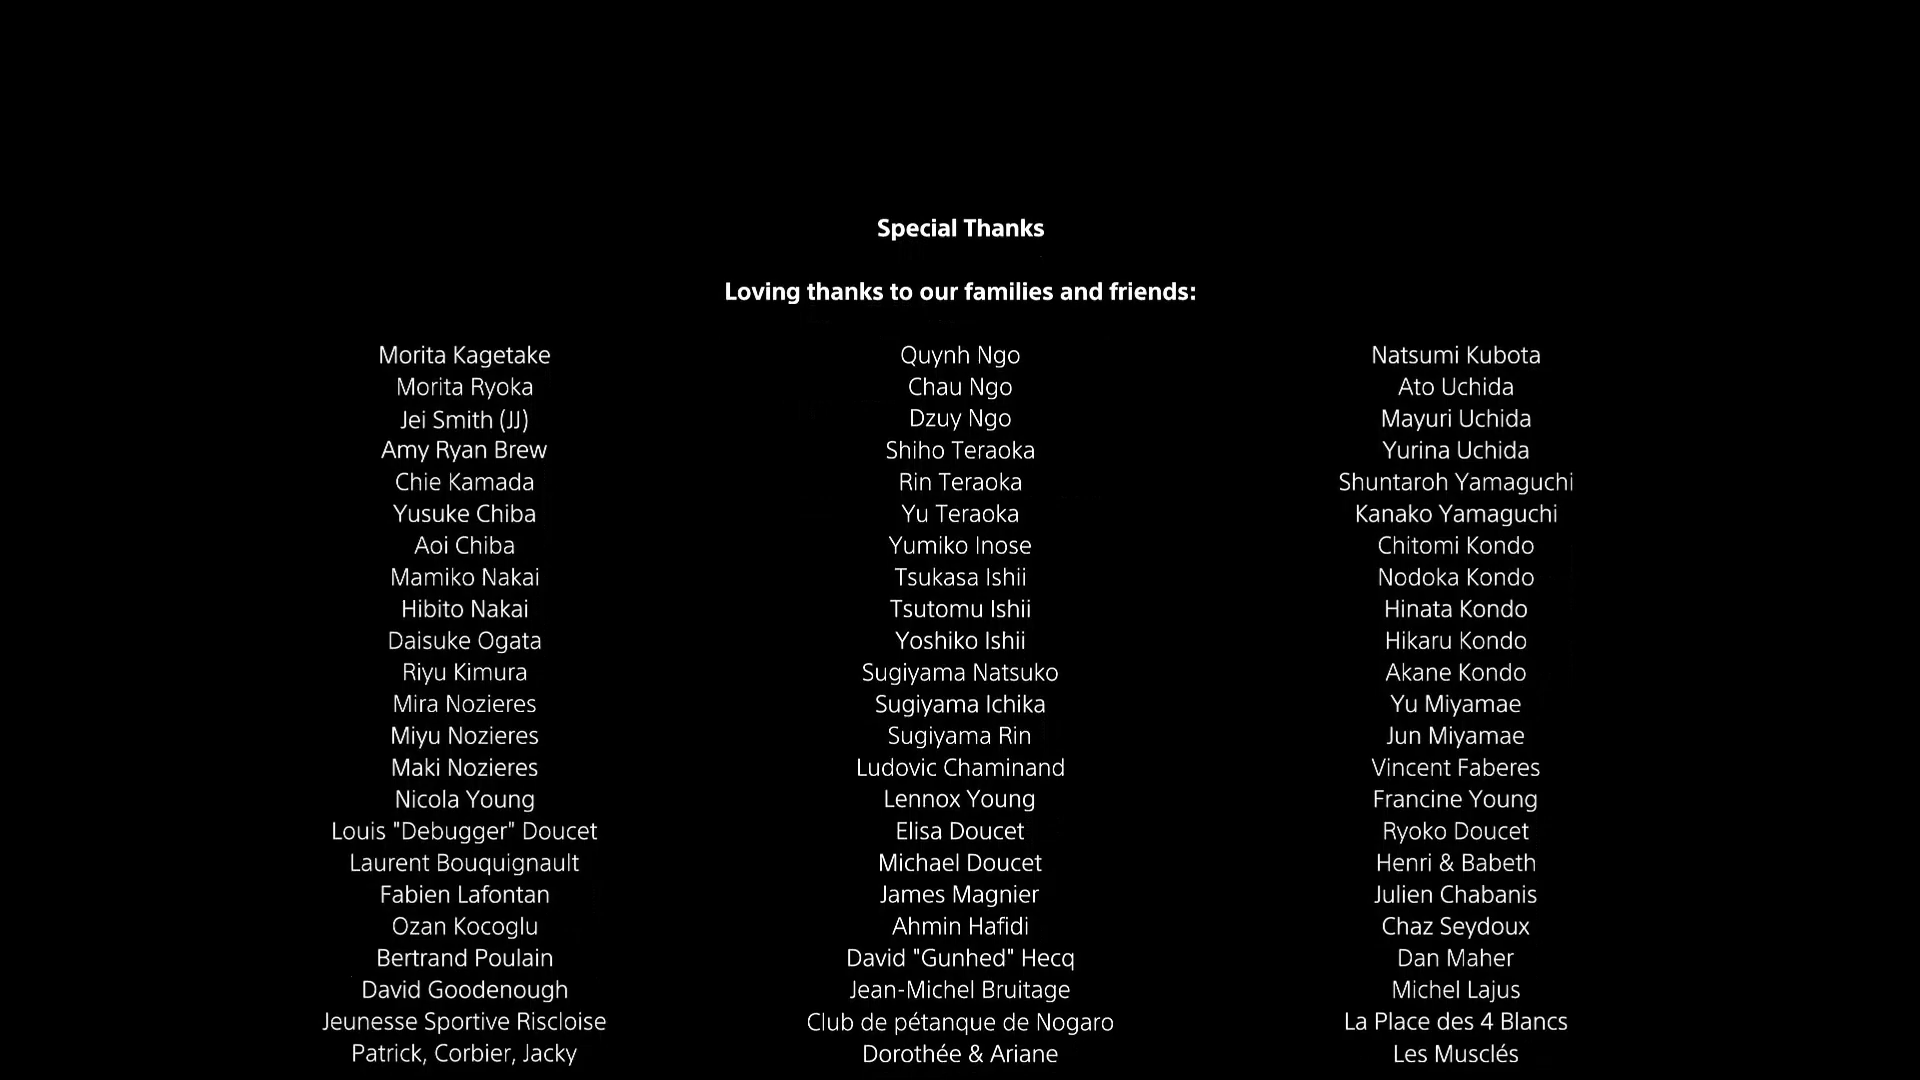 Special Thanks
Loving thanks to our families and friends:
Morita Kagetake
Morita Ryoka
Jei Smith (JJ)
Amy Ryan Brew
Chie Kamada
Yusuke Chiba
Aoi Chiba
Mamiko Nakai
Hibito Nakai
Daisuke Ogata
Riyu Kimura
Mira Nozieres
Miyu Nozieres
Maki Nozieres
Nicola Young
Louis "Debugger" Doucet
Laurent Bouquignault
Fabien Lafontan
Ozan Kocoglu
Bertrand Poulain
David Goodenough
Jeunesse Sportive Riscloise
Patrick, Corbier, Jacky
Quynh Ngo
Chau Ngo
Dzuy Ngo
Shiho Teraoka
Rin Teraoka
Yu Teraoka
Yumiko Inose
Tsukasa Ishii
Tsutomu Ishii
Yoshiko Ishii
Sugiyama Natsuko
Sugiyama Ichika
Sugiyama Rin
Ludovic Chaminand
Lennox Young
Elisa Doucet
Michael Doucet
James Magnier
Ahmin Hafidi
David "Gunhed" Hecq
Jean-Michel Bruitage
Club de pétanque de Nogaro
Dorothée & Ariane
Natsumi Kubota
Ato Uchida
Mayuri Uchida
Yurina Uchida
Shuntaroh Yamaguchi
Kanako Yamaguchi
Chitomi Kondo
Nodoka Kondo
Hinata Kondo
Hikaru Kondo
Akane Kondo
Yu Miyamae
Jun Miyamae
Vincent Faberes
Francine Young
Ryoko Doucet
Henri & Babeth
Julien Chabanis
Chaz Seydoux
Dan Maher
Michel Lajus
La Place des 4 Blancs
Les Musclés